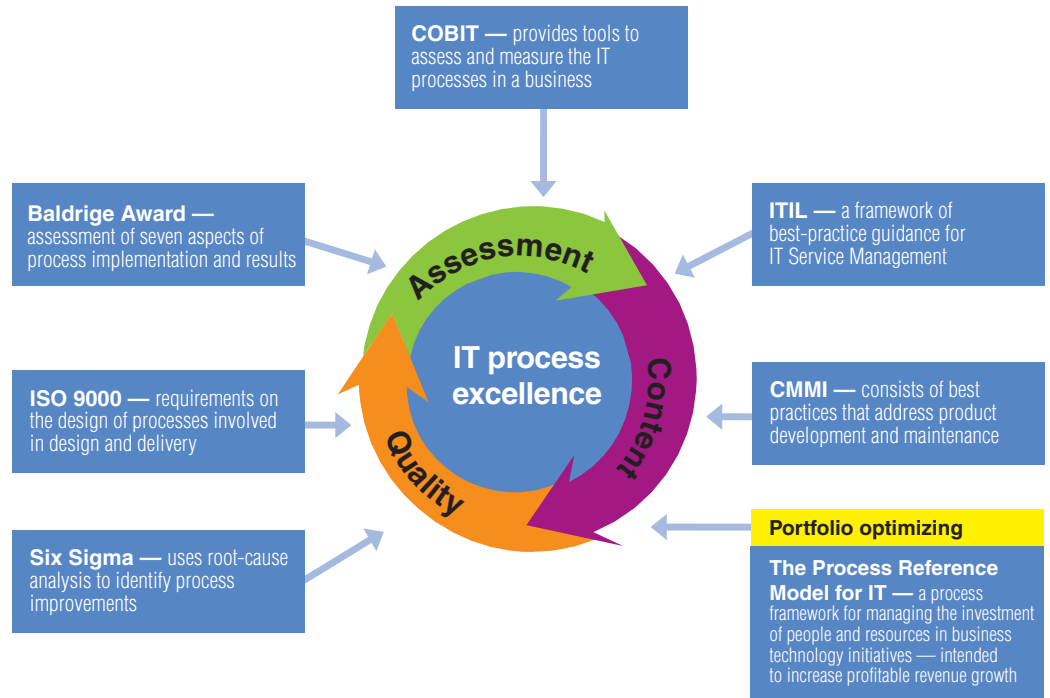 COBIT — provides tools to
assess and measure the IT
processes in a business
Baldrige Award —
assessment of seven aspects of
process implementation and results
ITIL — a framework of
best-practice guidance for
IT Service Management
Assessment
IT process
excellence
Content
Quality
ISO 9000 — requirements on
the design of processes involved
in design and delivery
CMMI — consists of best
practices that address product
development and maintenance
Six Sigma — uses root-cause
analysis to identify process
improvements
Portfolio optimizing
The Process Reference
Model for IT — a process
framework for managing the investment
of people and resources in business
technology initiatives — intended
to increase profitable revenue growth